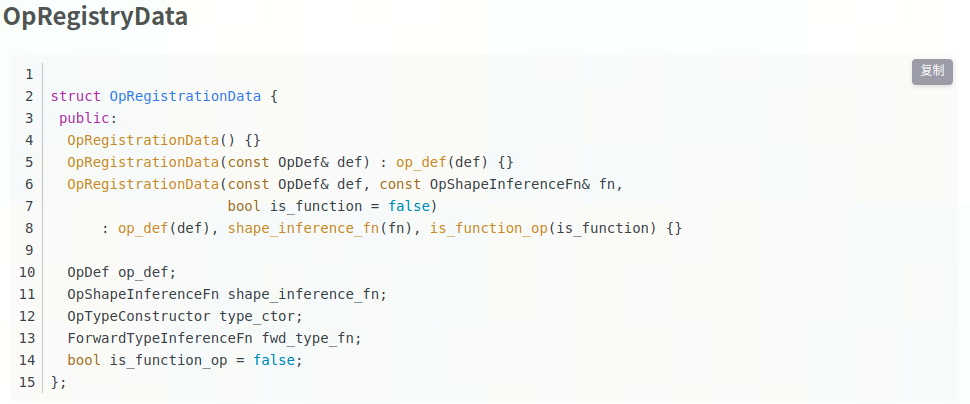 OpRegistryData
复制
1
2 struct OpRegistrationData {
3  public:
4   OpRegistrationData() {}
5   OpRegistrationData(const OpDef& def) : op_def(def) {}
6   OpRegistrationData(const OpDef& def, const OpShapeInferenceFn& fn,
7                      bool is_function = false)
8       : op_def(def), shape_inference_fn(fn), is_function_op(is_function) {}
9
10   OpDef op_def;
11   OpShapeInferenceFn shape_inference_fn;
12   OpTypeConstructor type_ctor;
13   ForwardTypeInferenceFn fwd_type_fn;
14   bool is_function_op = false;
15 };